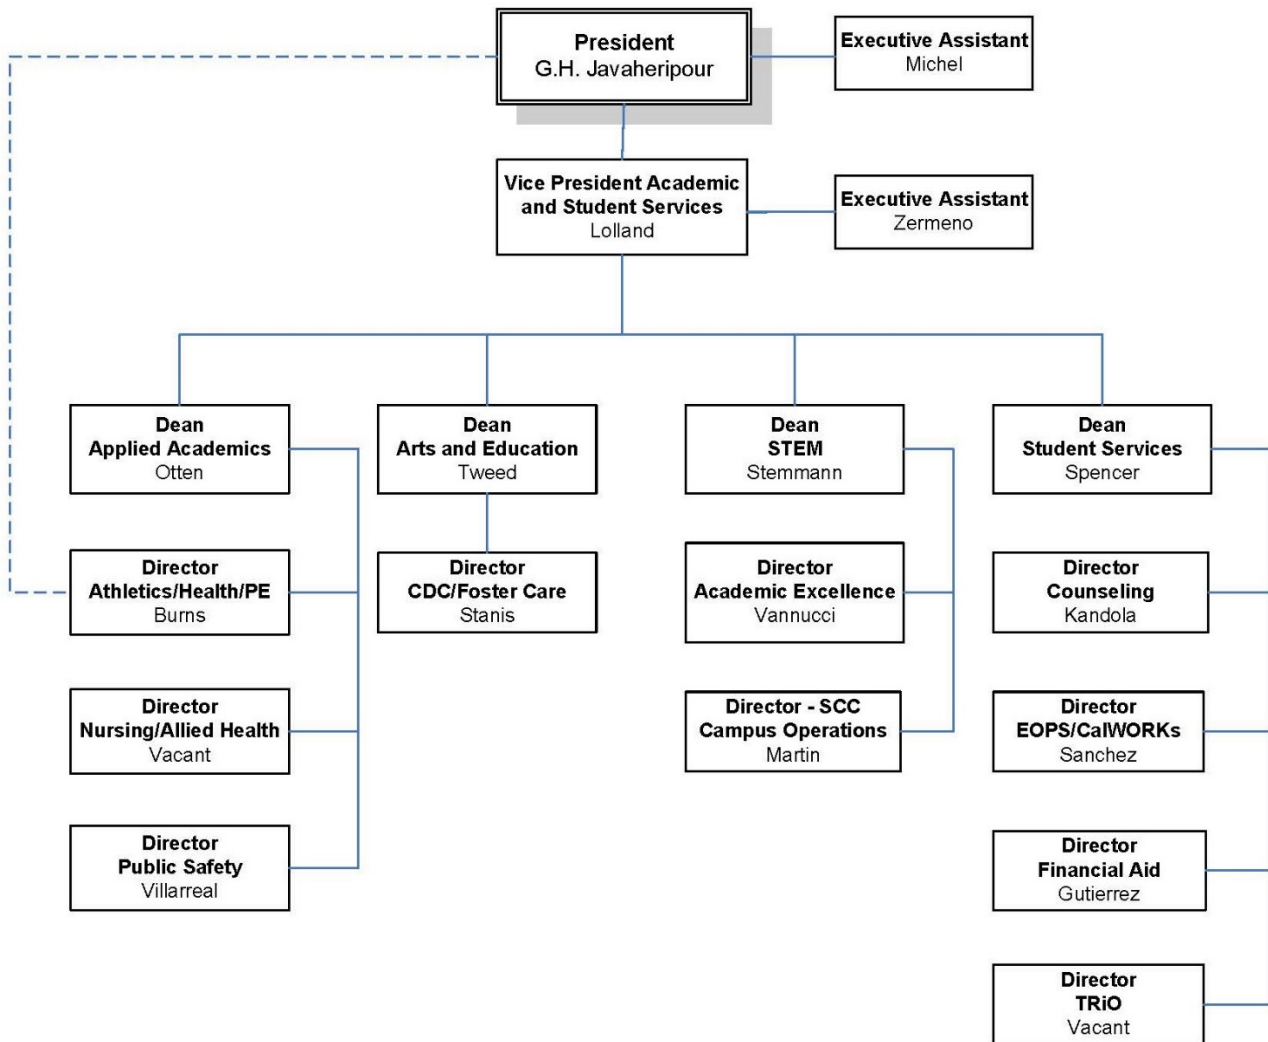 President
G.H. Javaheripour
Executive Assistant
Michel
Vice President Academic
and Student Services
Lolland
Executive Assistant
Zermeno
Dean
Applied Academics
Otten
Dean
Arts and Education
Tweed
Dean
STEM
Stemmann
Dean
Student Services
Spencer
Director
Athletics/Health/PE
Burns
Director
CDC/Foster Care
Stanis
Director
Academic Excellence
Vannucci
Director
Counseling
Kandola
Director
Nursing/Allied Health
Vacant
Director - SCC
Campus Operations
Martin
Director
EOPS/CalWORKs
Sanchez
Director
Public Safety
Villarreal
Director
Financial Aid
Gutierrez
Director
TRiO
Vacant